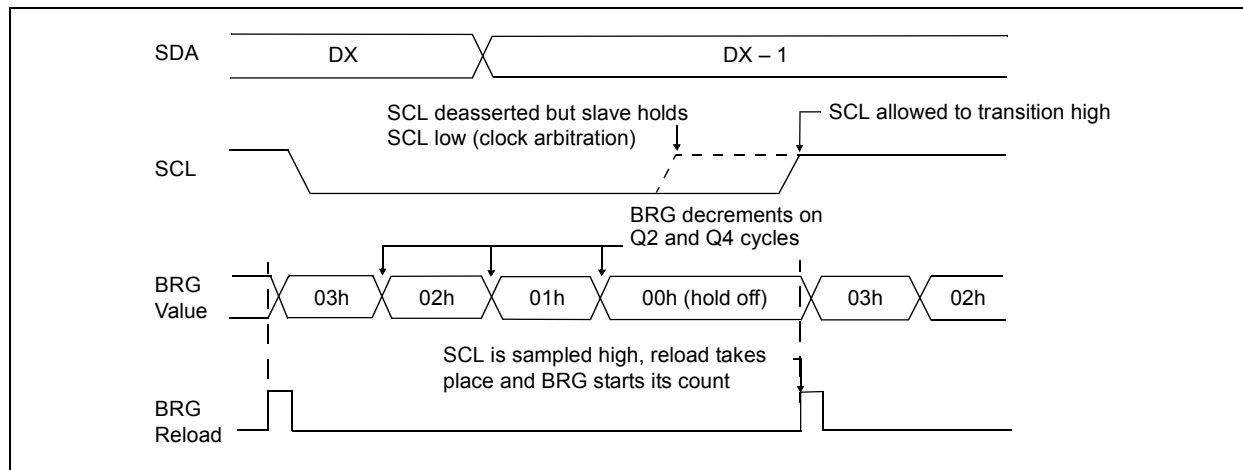 SDA
DX
DX – 1
SCL deasserted but slave holds
SCL low (clock arbitration)
SCL allowed to transition high
SCL
BRG decrements on
Q2 and Q4 cycles
BRG
Value
03h
02h
01h
00h (hold off)
03h
02h
SCL is sampled high, reload takes
place and BRG starts its count
BRG
Reload